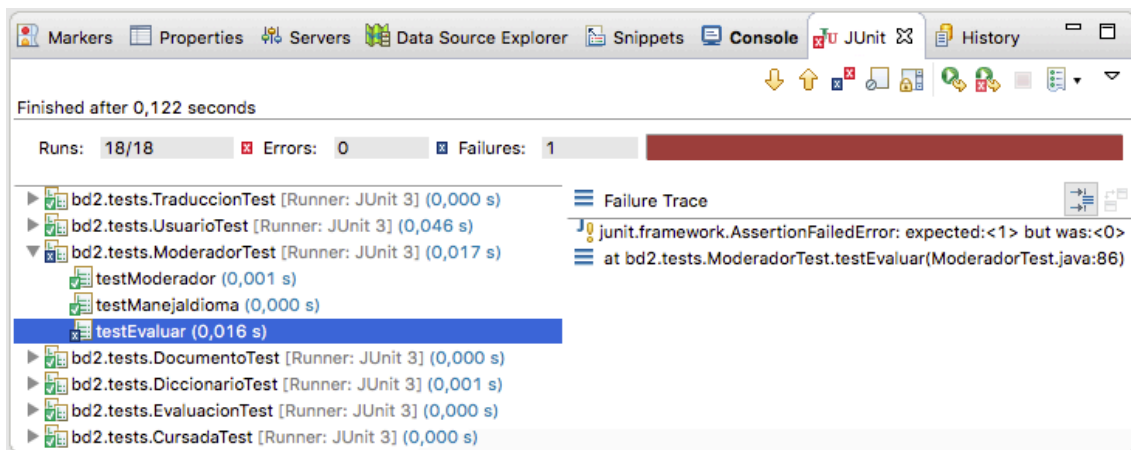 Markers Properties Servers Data Source Explorer Snippets Console JUnit History
Finished after 0,122 seconds
Runs: 18/18 Errors: 0 Failures: 1
bd2.tests.TraduccionTest [Runner: JUnit 3] (0,000 s)
bd2.tests.UsuarioTest [Runner: JUnit 3] (0,046 s)
bd2.tests.ModeradorTest [Runner: JUnit 3] (0,017 s)
testModerador (0,001 s)
testManejaIdioma (0,000 s)
testEvaluar (0,016 s)
bd2.tests.DocumentoTest [Runner: JUnit 3] (0,000 s)
bd2.tests.DiccionarioTest [Runner: JUnit 3] (0,001 s)
bd2.tests.EvaluacionTest [Runner: JUnit 3] (0,000 s)
bd2.tests.CursadaTest [Runner: JUnit 3] (0,000 s)
Failure Trace
junit.framework.AssertionFailedError: expected:<1> but was:<0>
at bd2.tests.ModeradorTest.testEvaluar(ModeradorTest.java:86)